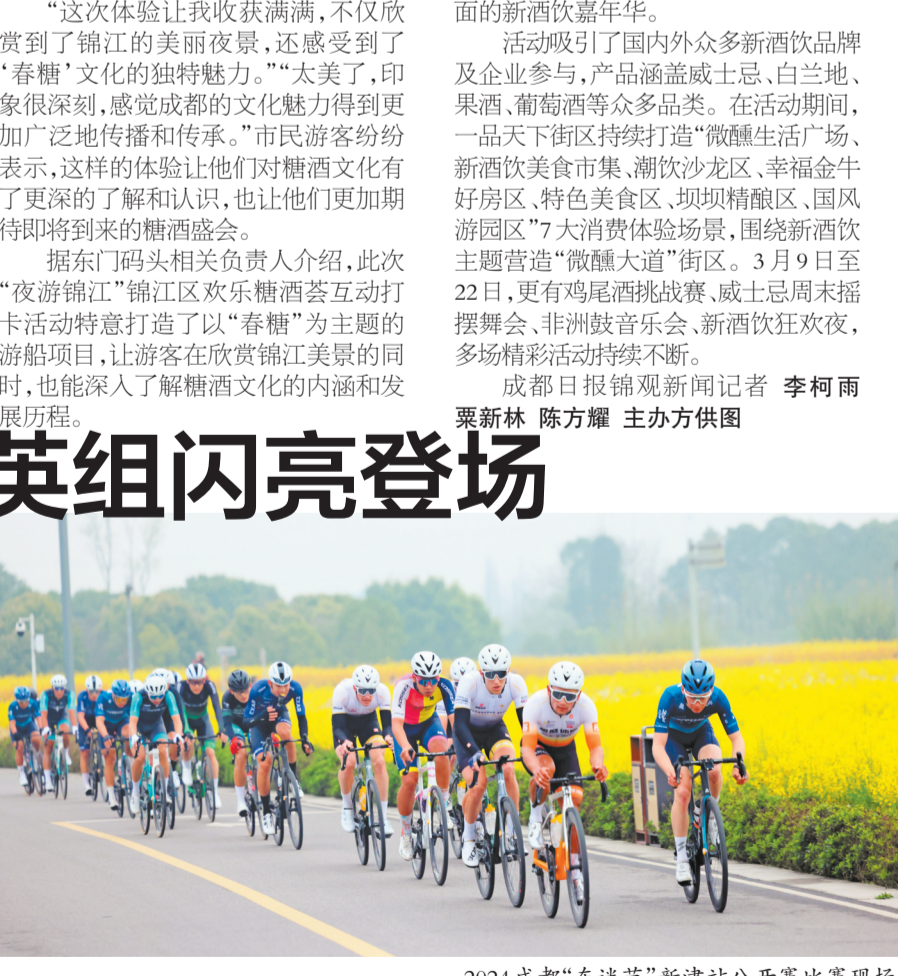 “这次体验让我收获满满，不仅欣
赏到了锦江的美丽夜景，还感受到了
‘春糖’文化的独特魅力。”“太美了，印
象很深刻，感觉成都的文化魅力得到更
加广泛地传播和传承。”市民游客纷纷
表示，这样的体验让他们对糖酒文化有
了更深的了解和认识，也让他们更加期
待即将到来的糖酒盛会。
据东门码头相关负责人介绍，此次
“夜游锦江”锦江区欢乐糖酒荟互动打
卡活动特意打造了以“春糖”为主题的
游船项目，让游客在欣赏锦江美景的同
时，也能深入了解糖酒文化的内涵和发
展历程。
面的新酒饮嘉年华。
活动吸引了国内外众多新酒饮品牌
及企业参与，产品涵盖威士忌、白兰地、
果酒、葡萄酒等众多品类。在活动期间，
一品天下街区持续打造“微醺生活广场、
新酒饮美食市集、潮饮沙龙区、幸福金牛
好房区、特色美食区、坝坝精酿区、国风
游园区”7大消费体验场景，围绕新酒饮
主题营造“微醺大道”街区。3月9日至
22日，更有鸡尾酒挑战赛、威士忌周末摇
摆舞会、非洲鼓音乐会、新酒饮狂欢夜，
多场精彩活动持续不断。
成都日报锦观新闻记者 李柯雨
粟新林 陈方耀 主办方供图
英组闪亮登场